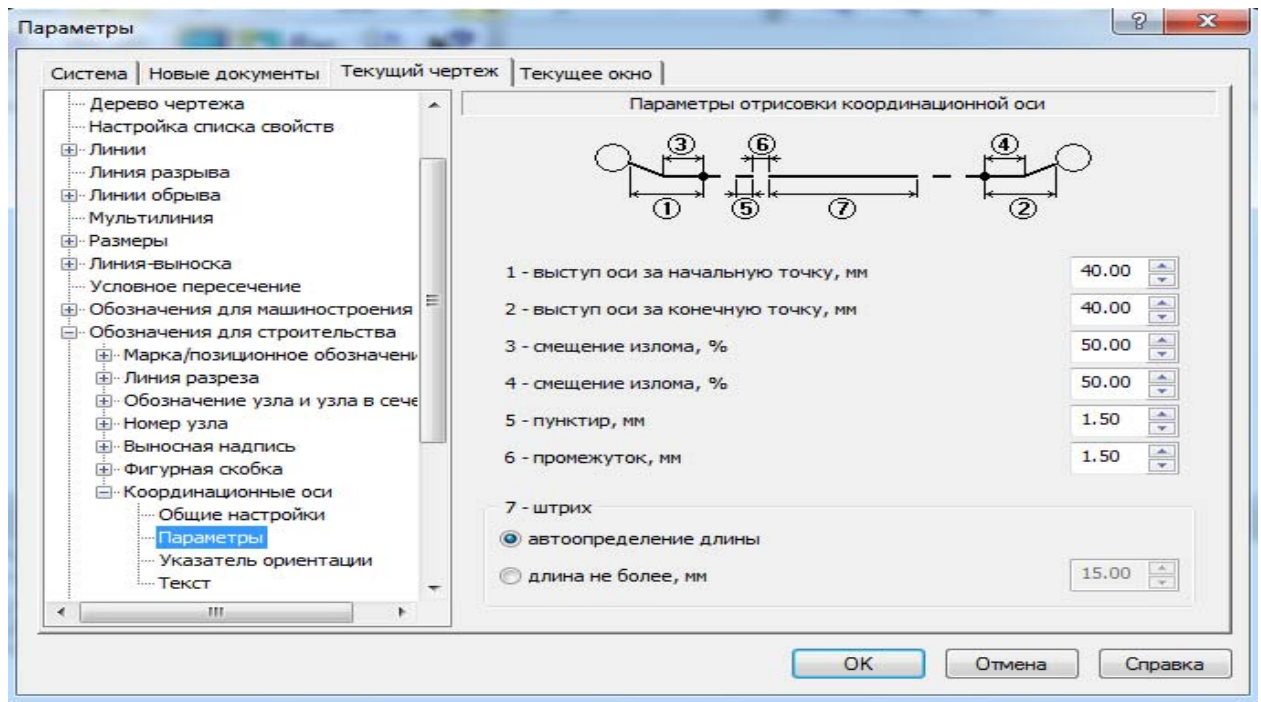 Параметры
Система Новые документы Текущий чертеж Текущее окно
Дерево чертежа
Настройка списка свойств
Линии
Линия разрыва
Линии обрыва
Мультилиния
Размеры
Линия-выноска
Условное пересечение
Обозначения для машиностроения
Обозначения для строительства
Марка/позиционное обозначени
Линия разреза
Обозначение узла и узла в сече
Номер узла
Выносная надпись
Фигурная скобка
Координационные оси
Общие настройки
Параметры
Указатель ориентации
Текст
Параметры отрисовки координационной оси
3 6 4
1 5 7 2
1 - выступ оси за начальную точку, мм 40.00
2 - выступ оси за конечную точку, мм 40.00
3 - смещение излома, % 50.00
4 - смещение излома, % 50.00
5 - пунктир, мм 1.50
6 - промежуток, мм 1.50
7 - штрих
автоопределение длины
длина не более, мм 15.00
OK Отмена Справка